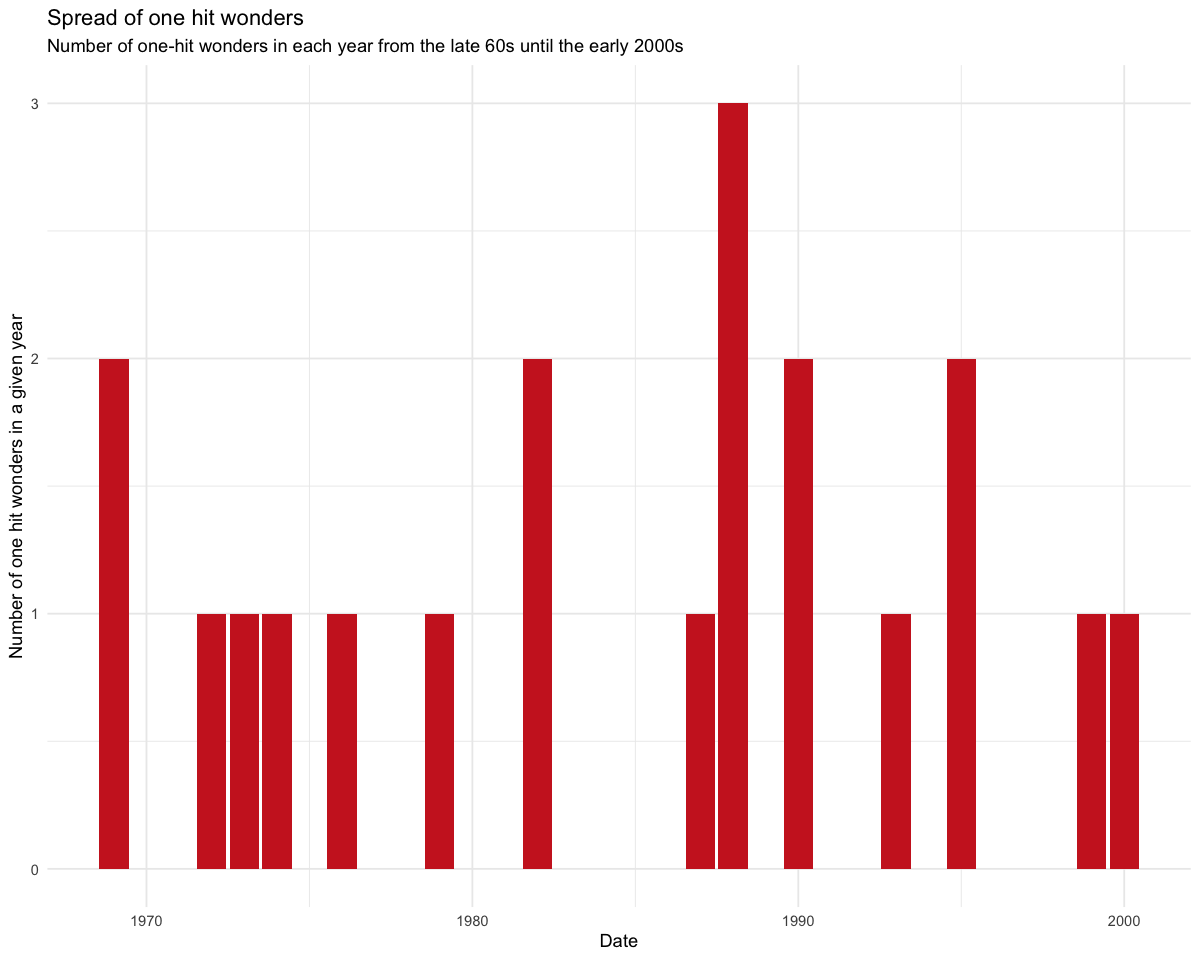 Spread of one hit wonders
Number of one-hit wonders in each year from the late 60s until the early 2000s
Number of one hit wonders in a given year
3
2
1
0
1970
1980
1990
2000
Date